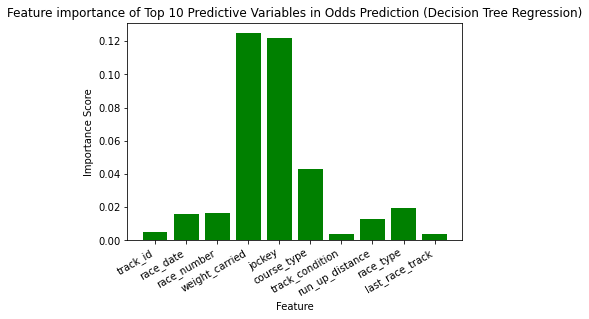 Feature importance of Top 10 Predictive Variables in Odds Prediction (Decision Tree Regression)
0.12
0.10
0.08
0.06
0.04
0.02
0.00
Importance Score
track_id
race_date
race_number
weight_carried
jockey
course_type
track_condition
run_up_distance
race_type
last_race_track
Feature